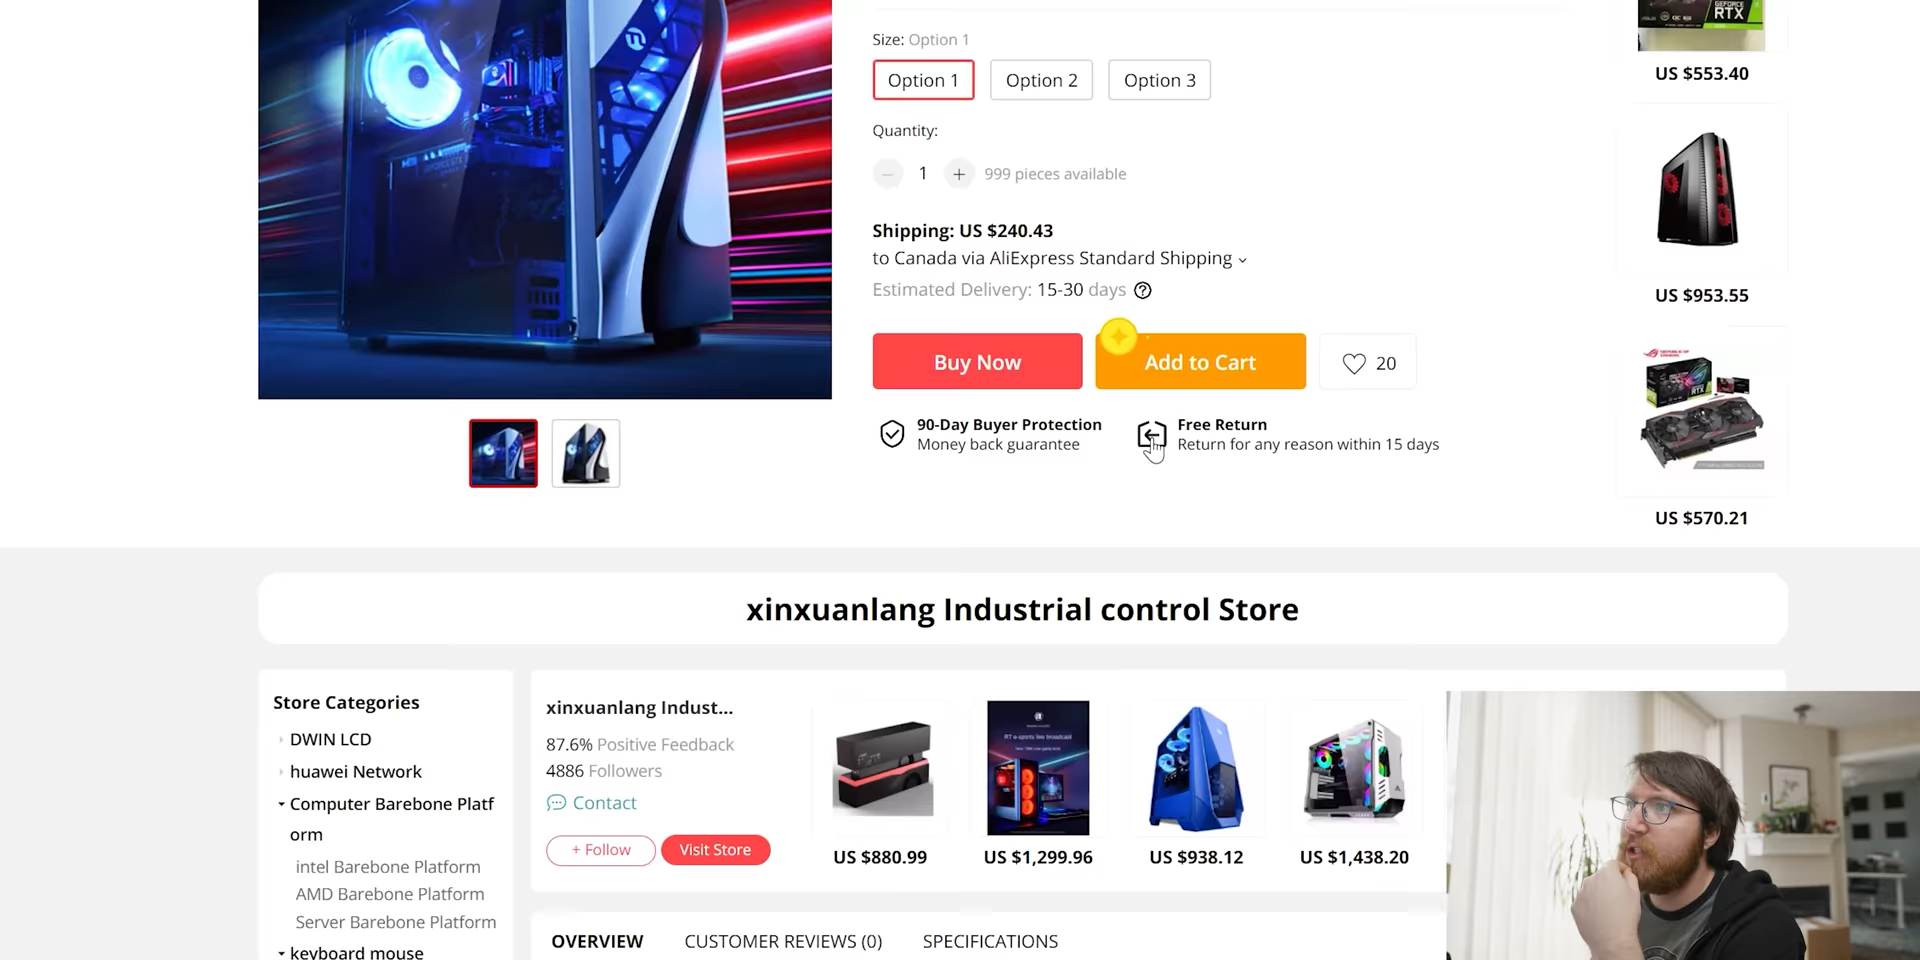 GEFORCE
RTX
US $553.40
Size: Option 1
Option 1
Option 2
Option 3
Quantity:
1
999 pieces available
Shipping: US $240.43
to Canada via AliExpress Standard Shipping
Estimated Delivery: 15-30 days
US $953.55
Buy Now
Add to Cart
20
90-Day Buyer Protection
Money back guarantee
Free Return
Return for any reason within 15 days
US $570.21
xinxuanlang Industrial control Store
Store Categories
DWIN LCD
huawei Network
Computer Barebone Platf
orm
intel Barebone Platform
AMD Barebone Platform
Server Barebone Platform
keyboard mouse
xinxuanlang Indust...
87.6% Positive Feedback
4886 Followers
Contact
+ Follow
Visit Store
US $880.99
US $1,299.96
US $938.12
US $1,438.20
OVERVIEW
CUSTOMER REVIEWS (0)
SPECIFICATIONS